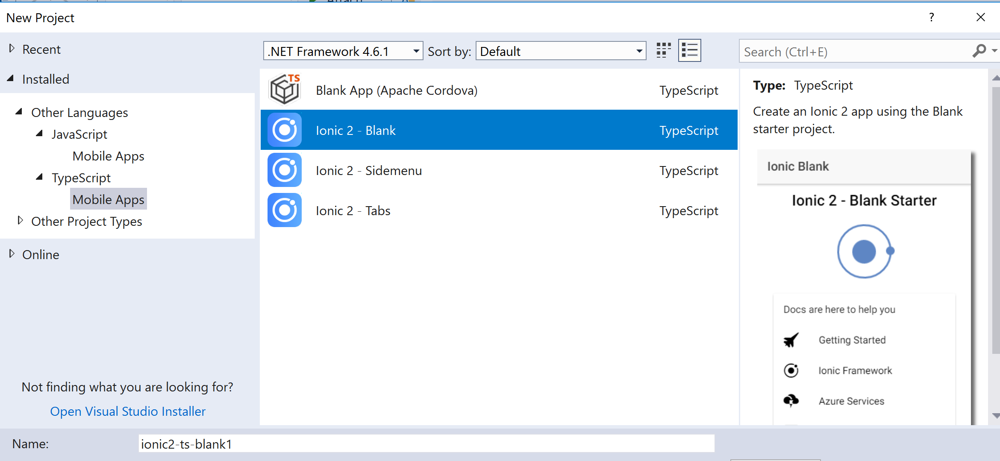 New Project
?
Recent
Installed
Other Languages
JavaScript
Mobile Apps
TypeScript
Mobile Apps
Other Project Types
Online
Not finding what you are looking for?
Open Visual Studio Installer
.NET Framework 4.6.1
Sort by:
Default
Search (Ctrl+E)
TS
Blank App (Apache Cordova) TypeScript
Ionic 2 - Blank TypeScript
Ionic 2 - Sidemenu TypeScript
Ionic 2 - Tabs TypeScript
Type: TypeScript
Create an Ionic 2 app using the Blank
starter project.
Ionic Blank
Ionic 2 - Blank Starter
Docs are here to help you
Getting Started
Ionic Framework
Azure Services
Name:
ionic2-ts-blank1